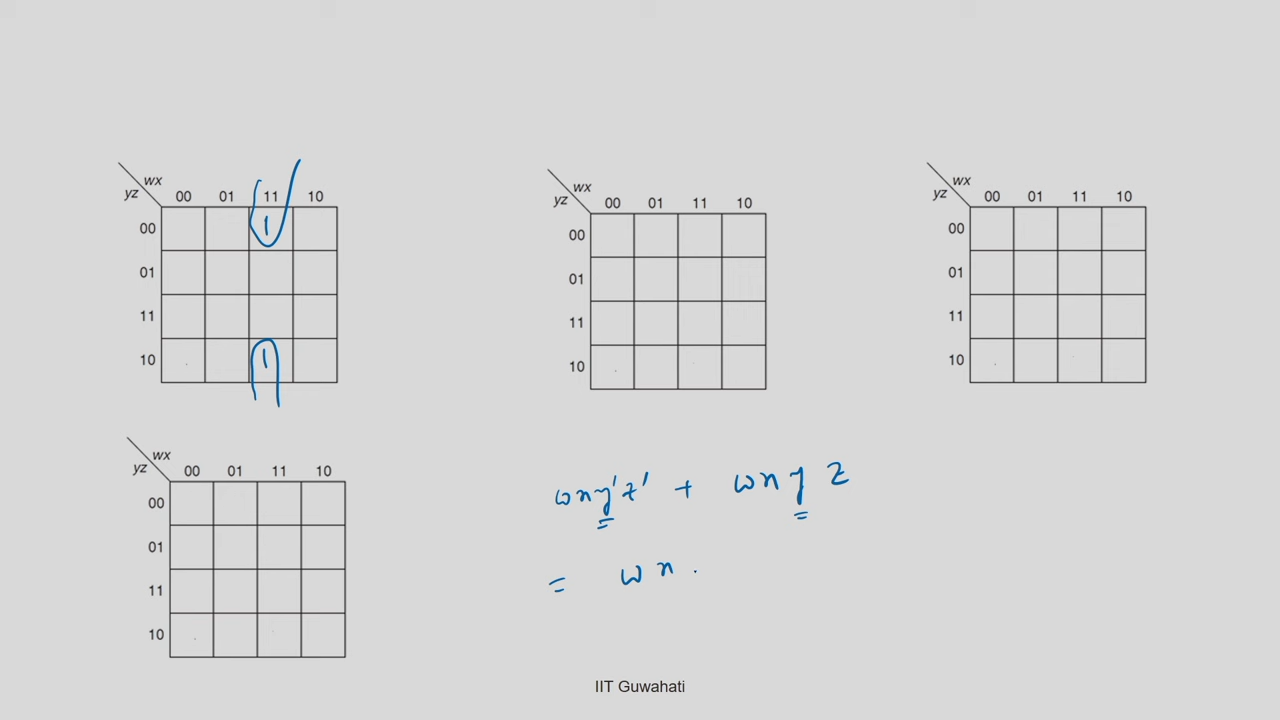 wx wx wx
yz 00 01 11 10 yz 00 01 11 10 yz 00 01 11 10
00 1 00 00
01 01 01
11 11 11
10 1 10 10
wx
yz 00 01 11 10
00
01
11
10
wxy'z' + wxyz
= wx.
IIT Guwahati